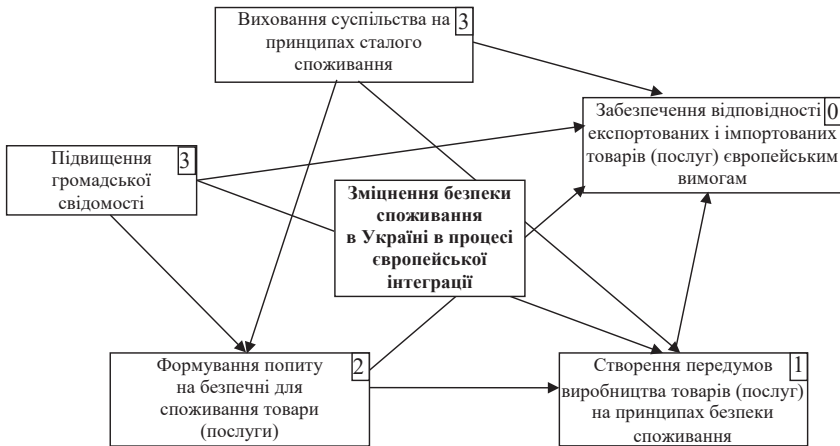 Виховання суспільства на
принципах сталого
споживання
3
Забезпечення відповідності
експортованих і імпортованих
товарів (послуг) європейським
вимогам
0
Підвищення
громадської
свідомості
3
Зміцнення безпеки
споживання
в Україні в процесі
європейської
інтеграції
Формування попиту
на безпечні для
споживання товари
(послуги)
2
Створення передумов
виробництва товарів (послуг)
на принципах безпеки
споживання
1